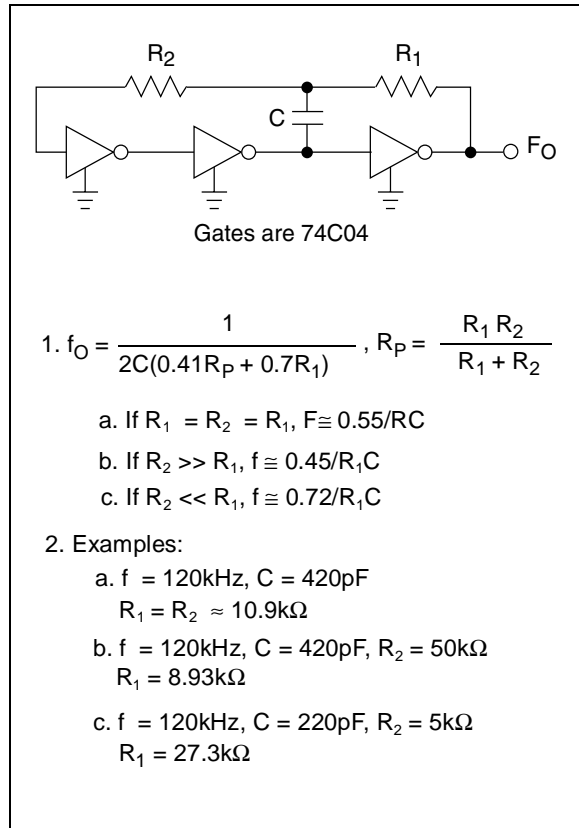 R2 R1
C
FO
Gates are 74C04
1. fO = 1 / 2C(0.41RP + 0.7R1) , RP = R1 R2 / R1 + R2
a. If R1 = R2 = R1, F≅ 0.55/RC
b. If R2 >> R1, f ≅ 0.45/R1C
c. If R2 << R1, f ≅ 0.72/R1C
2. Examples:
a. f = 120kHz, C = 420pF
R1 = R2 ≈ 10.9kΩ
b. f = 120kHz, C = 420pF, R2 = 50kΩ
R1 = 8.93kΩ
c. f = 120kHz, C = 220pF, R2 = 5kΩ
R1 = 27.3kΩ